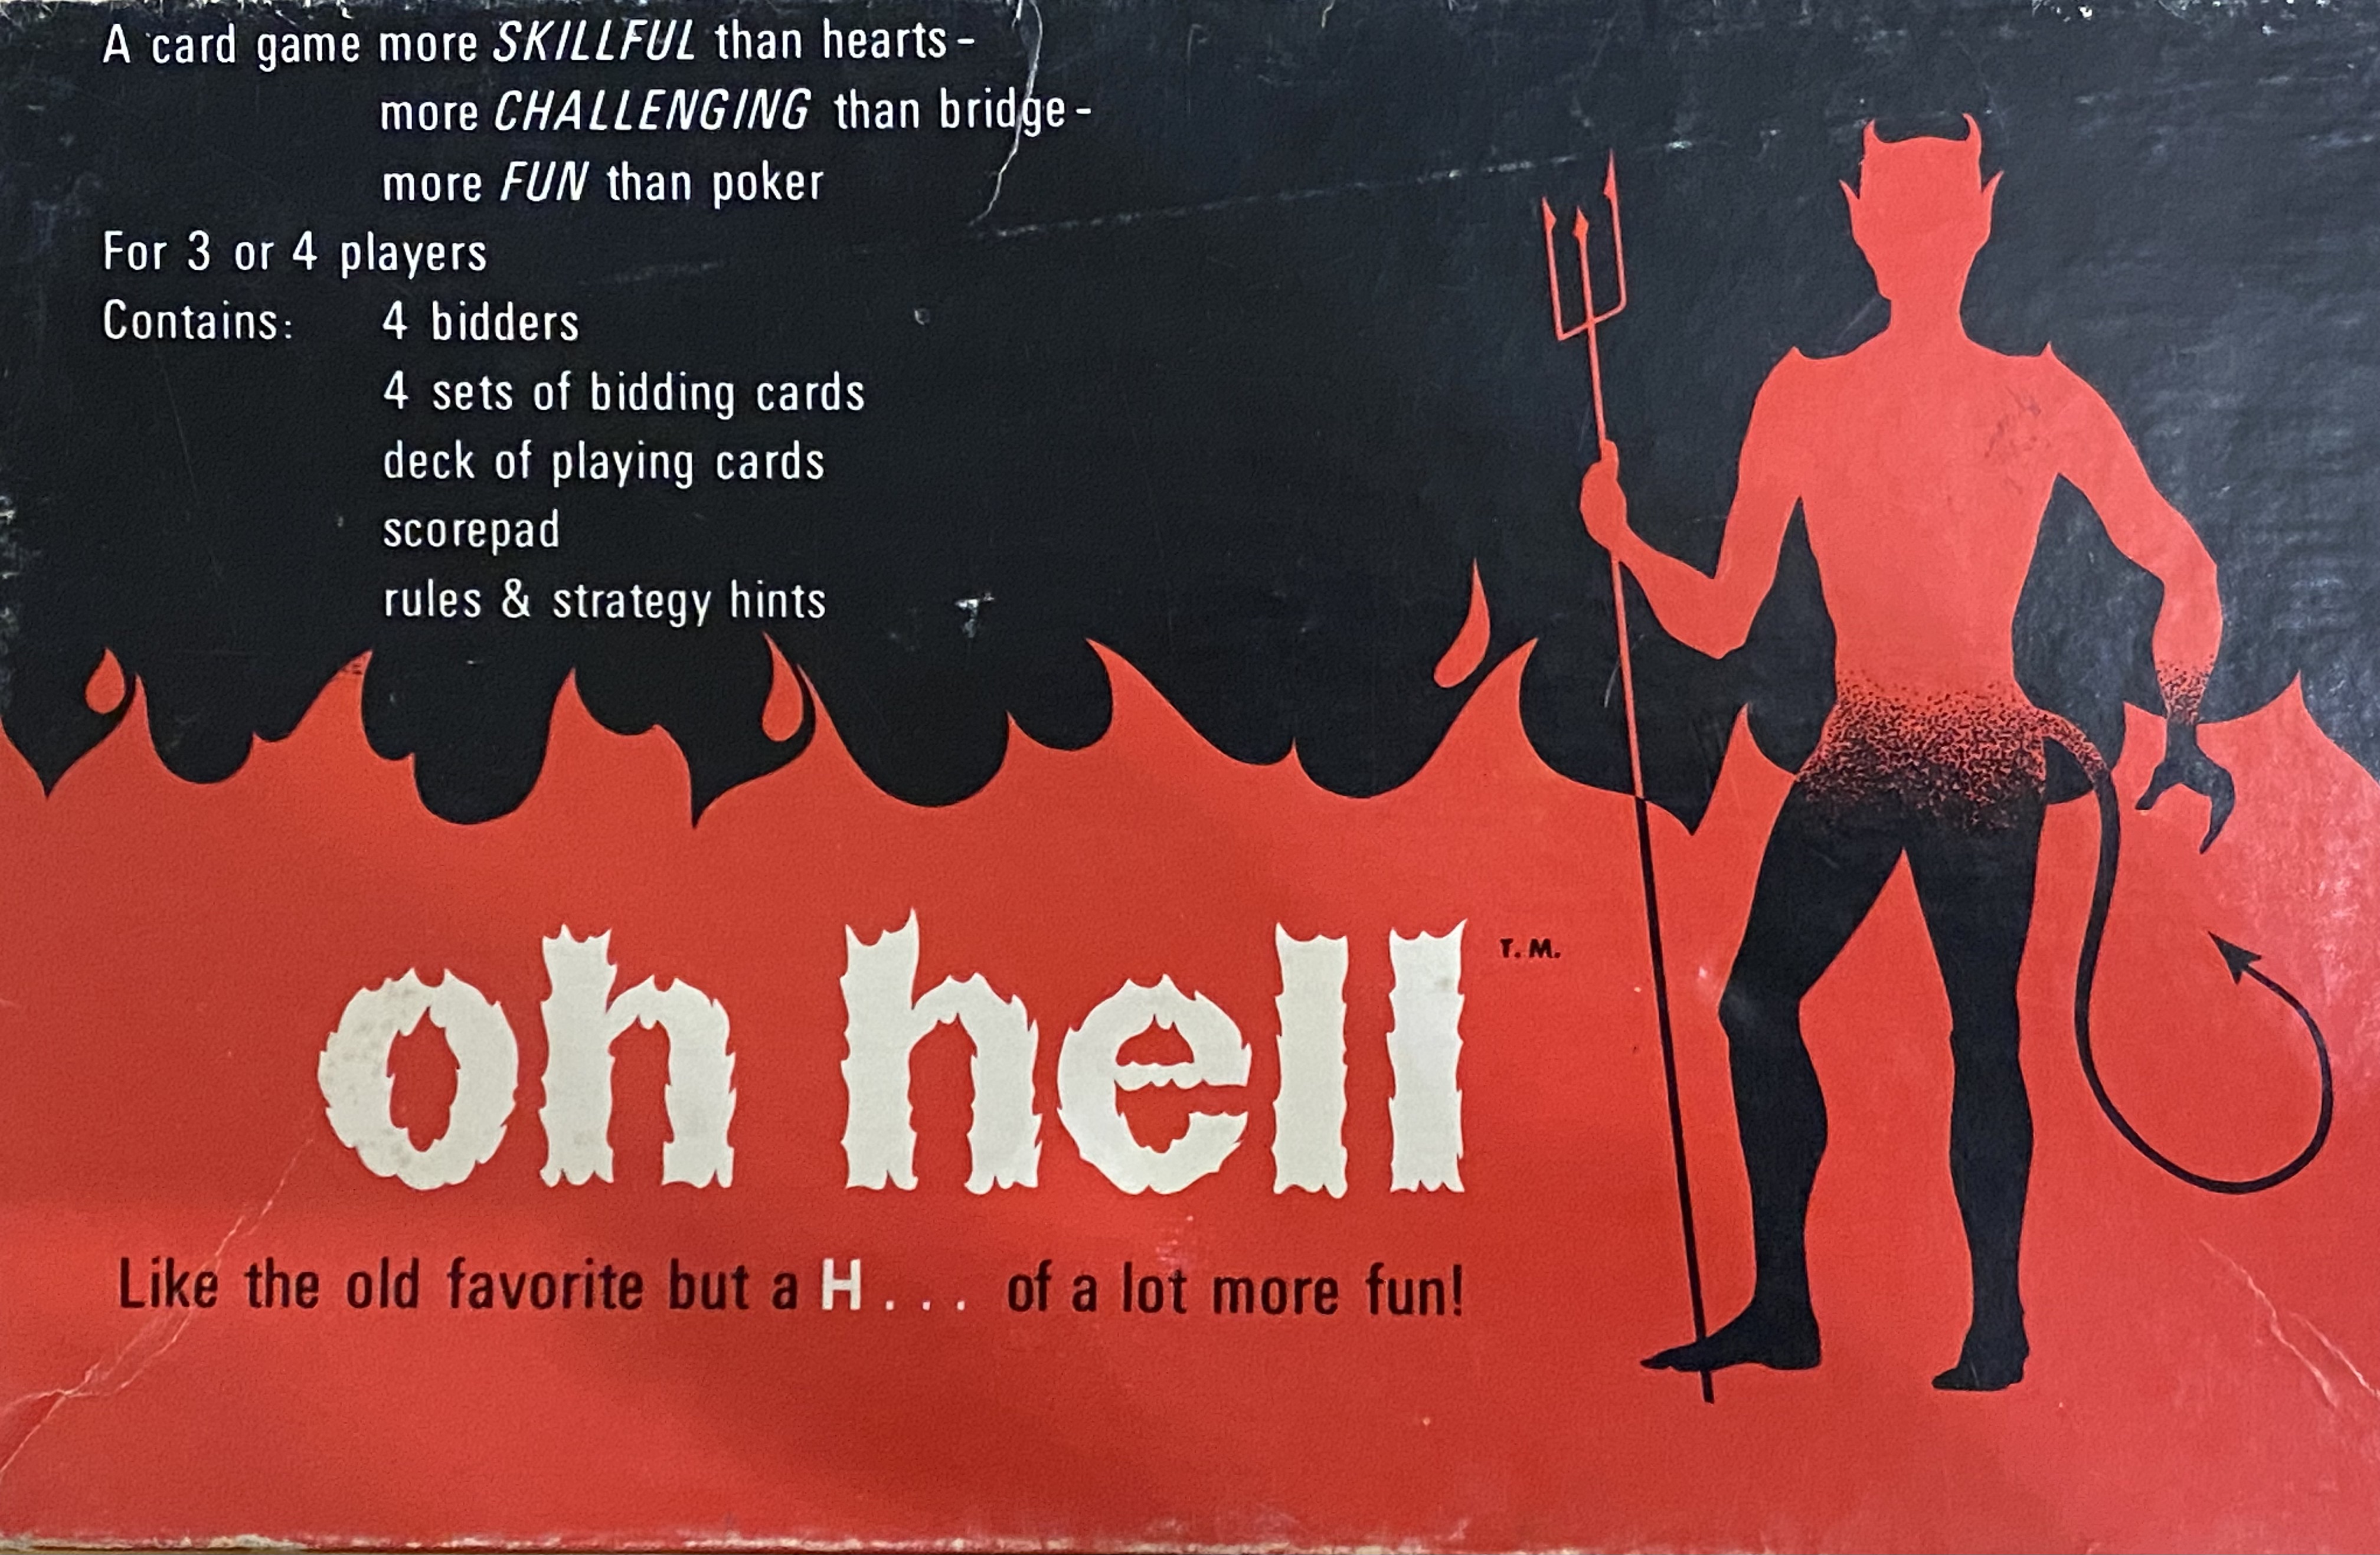 A card game more SKILLFUL than hearts-
more CHALLENGING than bridge-
more FUN than poker
For 3 or 4 players
Contains: 4 bidders
4 sets of bidding cards
deck of playing cards
scorepad
rules & strategy hints
oh hell T.M.
Like the old favorite but a H... of a lot more fun!